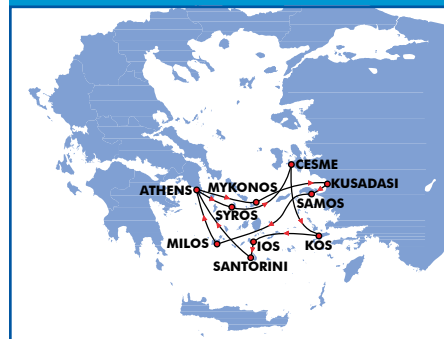 CESME
KUSADASI
ATHENS
MYKONOS
SAMOS
SYROS
MILOS
IOS
KOS
SANTORINI